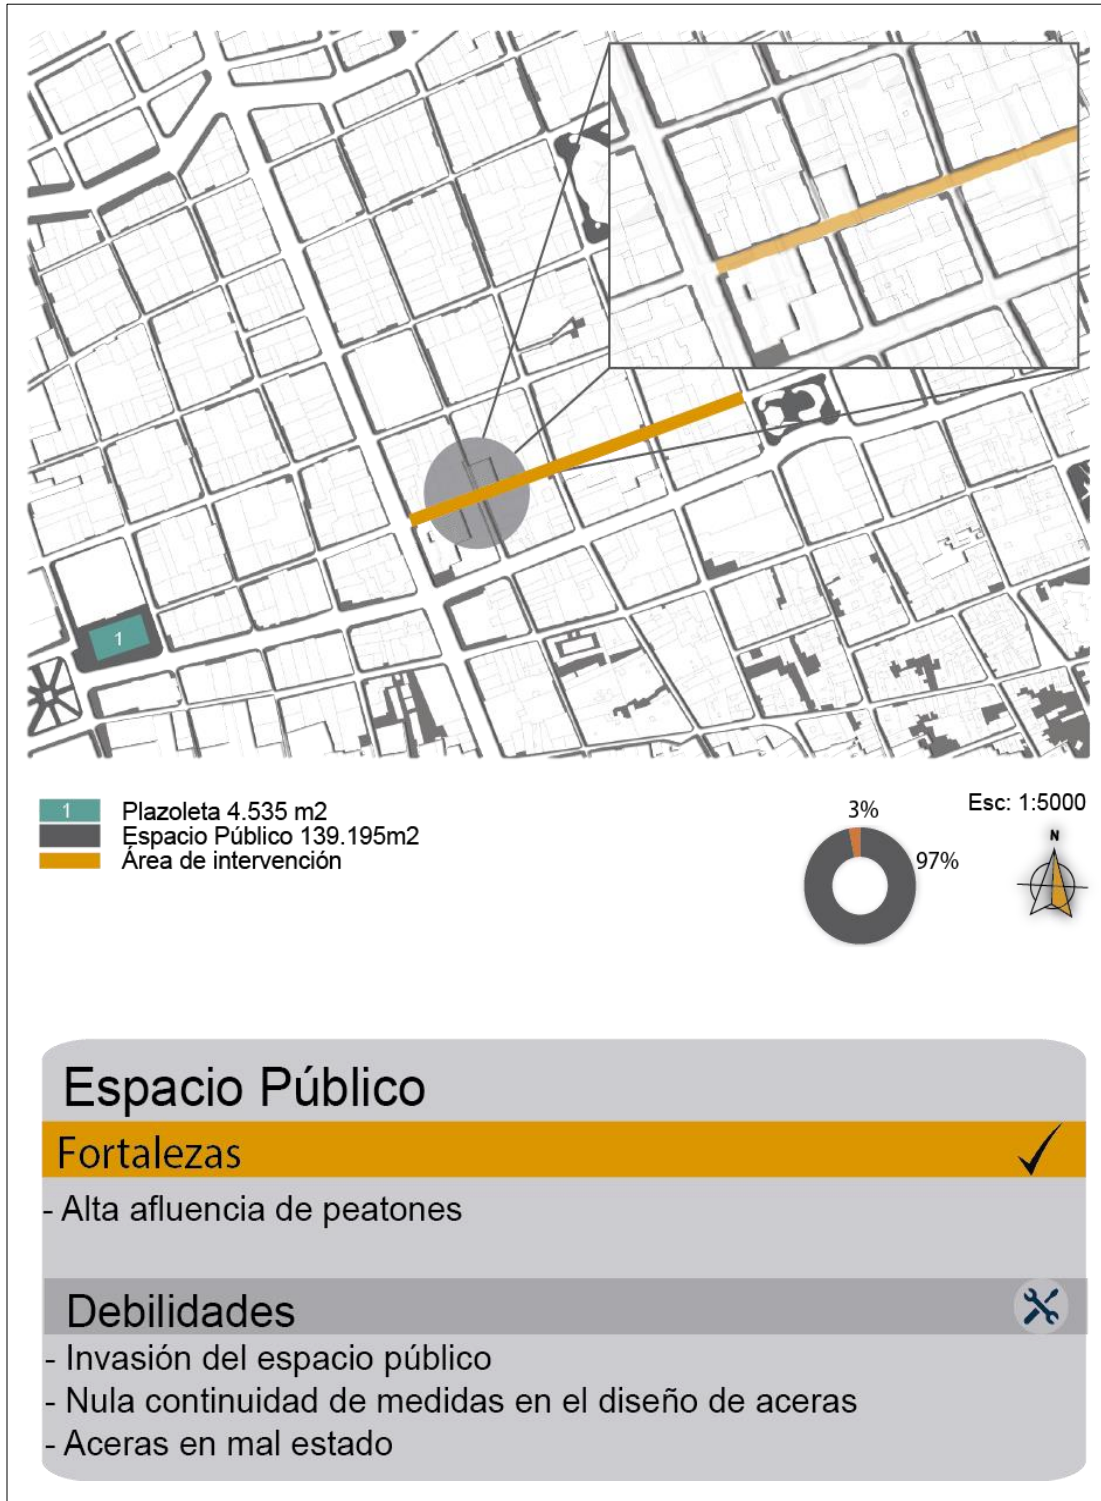 1
1 Plazoleta 4.535 m2
Espacio Público 139.195m2
Área de intervención
3%
97%
Esc: 1:5000
N
Espacio Público
Fortalezas
- Alta afluencia de peatones
Debilidades
- Invasión del espacio público
- Nula continuidad de medidas en el diseño de aceras
- Aceras en mal estado